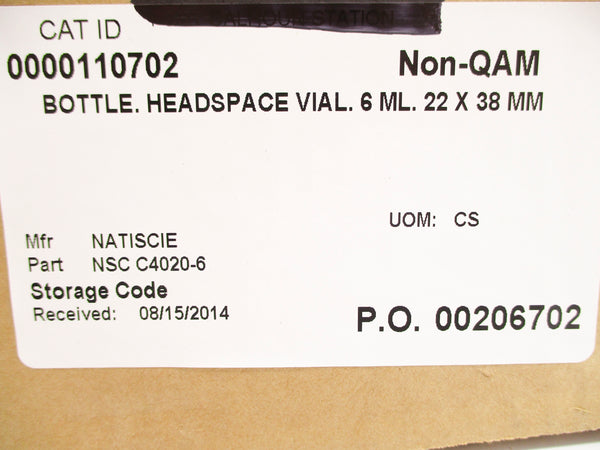 STATION
CAT ID
0000110702 Non-QAM
BOTTLE. HEADSPACE VIAL. 6 ML. 22 X 38 MM
UOM: CS
Mfr NATISCIE
Part NSC C4020-6
Storage Code
Received: 08/15/2014
P.O. 00206702